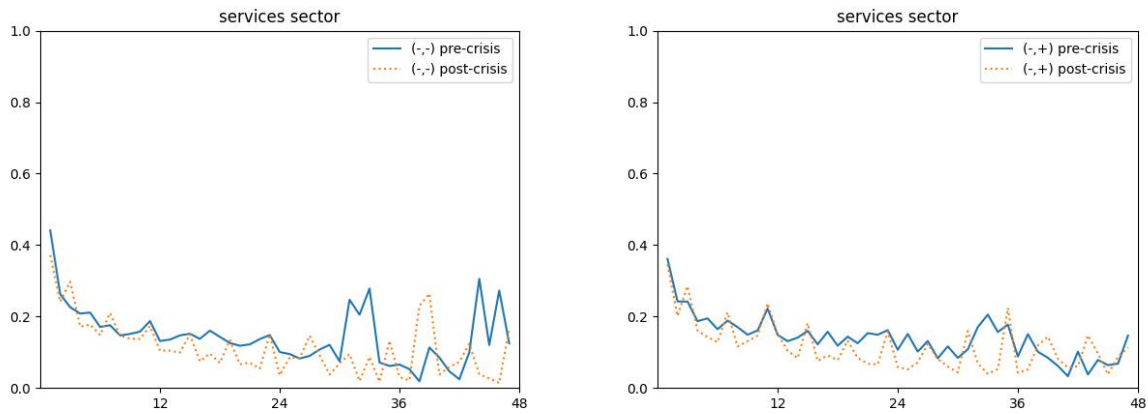 services sector
1.0
(-,-) pre-crisis
(-,-) post-crisis
0.8
0.6
0.4
0.2
0.0
12 24 36 48
services sector
1.0
(-,+) pre-crisis
(-,+) post-crisis
0.8
0.6
0.4
0.2
0.0
12 24 36 48